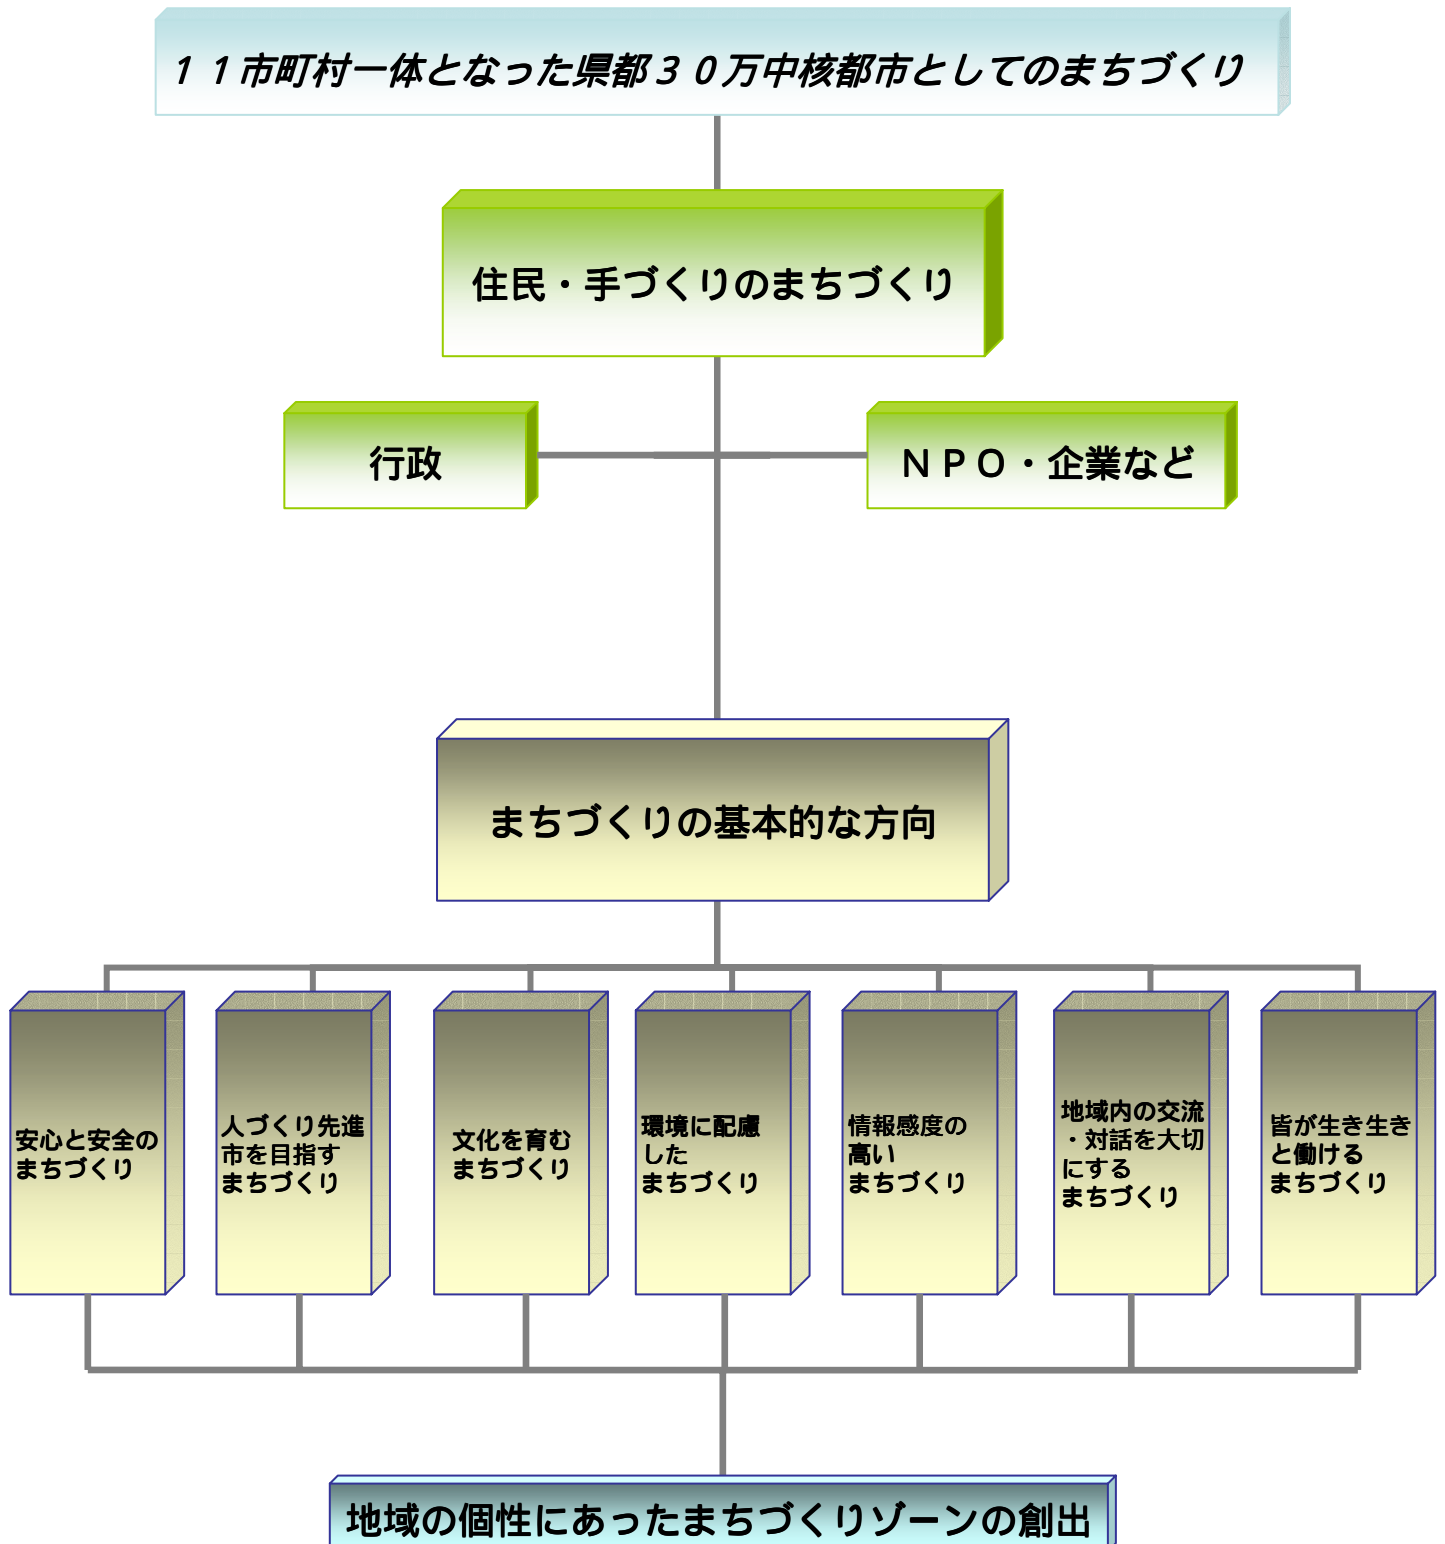 １１市町村一体となった県都３０万中核都市としてのまちづくり
住民・手づくりのまちづくり
行政
ＮＰＯ・企業など
まちづくりの基本的な方向
安心と安全の
まちづくり
人づくり先進
市を目指す
まちづくり
文化を育む
まちづくり
環境に配慮
した
まちづくり
情報感度の
高い
まちづくり
地域内の交流
・対話を大切
にする
まちづくり
皆が生き生き
と働ける
まちづくり
地域の個性にあったまちづくりゾーンの創出